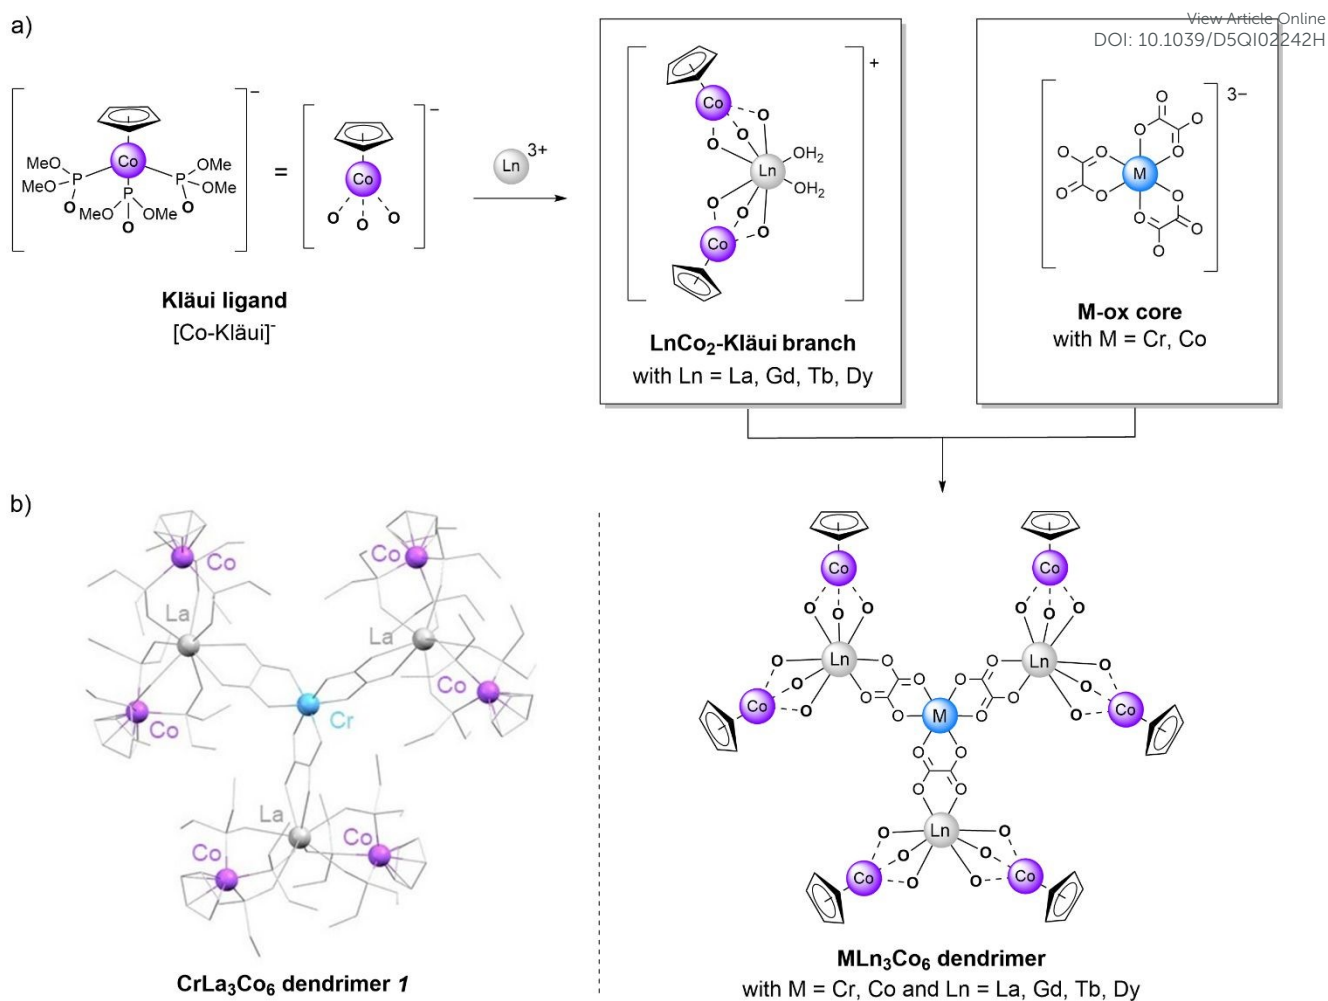 a)
View Article Online
DOI: 10.1039/D5QI02242H
−
Co
MeO
MeO
P
O
MeO
P
OMe
O
P
OMe
OMe
O
=
−
Co
O
O
O
Ln
3+
Kläui ligand
[Co-Kläui]⁻
+
Co
O
O
O
Ln
OH₂
OH₂
O
O
O
Co
LnCo₂-Kläui branch
with Ln = La, Gd, Tb, Dy
3−
O
O
O
O
O
O
O
O
M
O
O
O
O
M-ox core
with M = Cr, Co
b)
Co
Co
La
La
Co
Co
Cr
La
Co
Co
CrLa₃Co₆ dendrimer 1
Co
Co
O
O
O
O
O
O
Ln
Ln
O
O
O
O
O
O
Co
Co
O
O
O
O
O
O
O
O
M
O
O
O
O
Ln
O
O
O
O
O
O
Co
Co
MLn₃Co₆ dendrimer
with M = Cr, Co and Ln = La, Gd, Tb, Dy